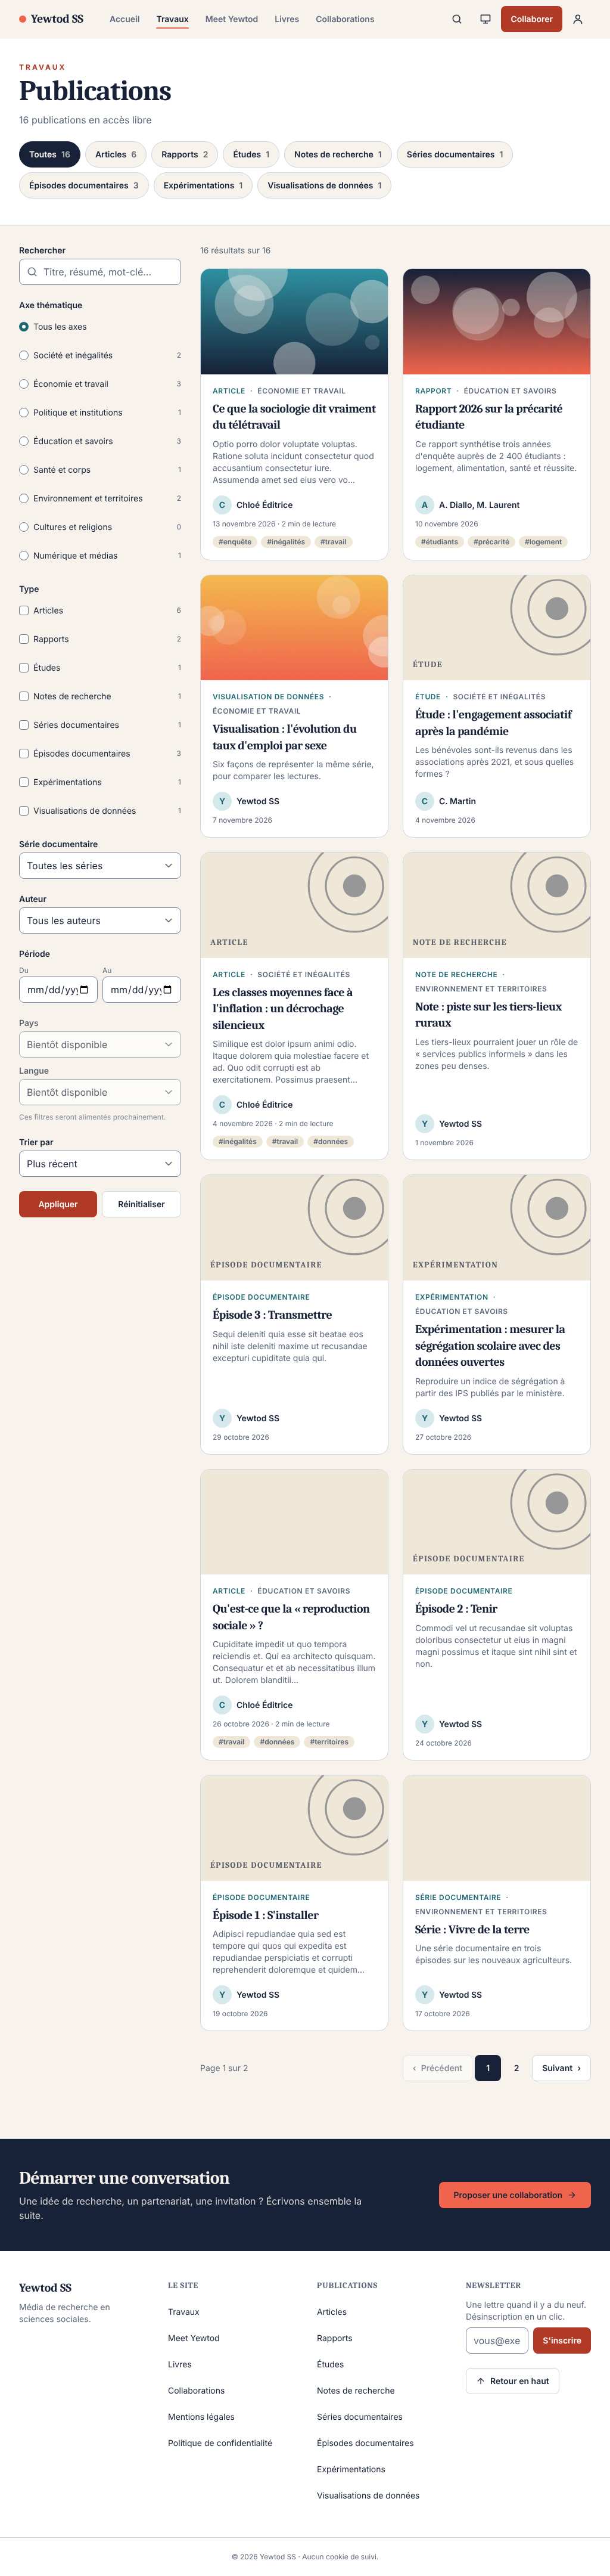 Yewtod SS
Accueil
Travaux
Meet Yewtod
Livres
Collaborations
Collaborer
TRAVAUX
Publications
16 publications en accès libre
Toutes 16
Articles 6
Rapports 2
Études 1
Notes de recherche 1
Séries documentaires 1
Épisodes documentaires 3
Expérimentations 1
Visualisations de données 1
Rechercher
Titre, résumé, mot-clé…
Axe thématique
Tous les axes
Société et inégalités 2
Économie et travail 3
Politique et institutions 1
Éducation et savoirs 3
Santé et corps 1
Environnement et territoires 2
Cultures et religions 0
Numérique et médias 1
Type
Articles 6
Rapports 2
Études 1
Notes de recherche 1
Séries documentaires 1
Épisodes documentaires 3
Expérimentations 1
Visualisations de données 1
Série documentaire
Toutes les séries
Auteur
Tous les auteurs
Période
Du
Au
mm/dd/yyy
mm/dd/yyy
Pays
Bientôt disponible
Langue
Bientôt disponible
Ces filtres seront alimentés prochainement.
Trier par
Plus récent
Appliquer
Réinitialiser
16 résultats sur 16
ARTICLE · ÉCONOMIE ET TRAVAIL
Ce que la sociologie dit vraiment
du télétravail
Optio porro dolor voluptate voluptas.
Ratione soluta incidunt consectetur quod
accusantium consectetur iure.
Assumenda amet sed eius vero vo…
C Chloé Éditrice
13 novembre 2026 · 2 min de lecture
#enquête #inégalités #travail
RAPPORT · ÉDUCATION ET SAVOIRS
Rapport 2026 sur la précarité
étudiante
Ce rapport synthétise trois années
d'enquête auprès de 2 400 étudiants :
logement, alimentation, santé et réussite.
A A. Diallo, M. Laurent
10 novembre 2026
#étudiants #précarité #logement
VISUALISATION DE DONNÉES ·
ÉCONOMIE ET TRAVAIL
Visualisation : l'évolution du
taux d'emploi par sexe
Six façons de représenter la même série,
pour comparer les lectures.
Y Yewtod SS
7 novembre 2026
ÉTUDE
ÉTUDE · SOCIÉTÉ ET INÉGALITÉS
Étude : l'engagement associatif
après la pandémie
Les bénévoles sont-ils revenus dans les
associations après 2021, et sous quelles
formes ?
C C. Martin
4 novembre 2026
ARTICLE
ARTICLE · SOCIÉTÉ ET INÉGALITÉS
Les classes moyennes face à
l'inflation : un décrochage
silencieux
Similique est dolor ipsum animi odio.
Itaque dolorem quia molestiae facere et
ad. Quo odit corrupti est ab
exercitationem. Possimus praesent…
C Chloé Éditrice
4 novembre 2026 · 2 min de lecture
#inégalités #travail #données
NOTE DE RECHERCHE
NOTE DE RECHERCHE ·
ENVIRONNEMENT ET TERRITOIRES
Note : piste sur les tiers-lieux
ruraux
Les tiers-lieux pourraient jouer un rôle de
« services publics informels » dans les
zones peu denses.
Y Yewtod SS
1 novembre 2026
ÉPISODE DOCUMENTAIRE
ÉPISODE DOCUMENTAIRE
Épisode 3 : Transmettre
Sequi deleniti quia esse sit beatae eos
nihil iste deleniti maxime ut recusandae
excepturi cupiditate quia qui.
Y Yewtod SS
29 octobre 2026
EXPÉRIMENTATION
EXPÉRIMENTATION ·
ÉDUCATION ET SAVOIRS
Expérimentation : mesurer la
ségrégation scolaire avec des
données ouvertes
Reproduire un indice de ségrégation à
partir des IPS publiés par le ministère.
Y Yewtod SS
27 octobre 2026
ARTICLE · ÉDUCATION ET SAVOIRS
Qu'est-ce que la « reproduction
sociale » ?
Cupiditate impedit ut quo tempora
reiciendis et. Qui ea architecto quisquam.
Consequatur et et ab necessitatibus illum
ut. Dolorem blanditii…
C Chloé Éditrice
26 octobre 2026 · 2 min de lecture
#travail #données #territoires
ÉPISODE DOCUMENTAIRE
ÉPISODE DOCUMENTAIRE
Épisode 2 : Tenir
Commodi vel ut recusandae sit voluptas
doloribus consectetur ut eius in magni
magni possimus et itaque sint nihil sint et
non.
Y Yewtod SS
24 octobre 2026
ÉPISODE DOCUMENTAIRE
ÉPISODE DOCUMENTAIRE
Épisode 1 : S'installer
Adipisci repudiandae quia sed est
tempore qui quos qui expedita est
repudiandae perspiciatis et corrupti
reprehenderit doloremque et quidem…
Y Yewtod SS
19 octobre 2026
SÉRIE DOCUMENTAIRE ·
ENVIRONNEMENT ET TERRITOIRES
Série : Vivre de la terre
Une série documentaire en trois
épisodes sur les nouveaux agriculteurs.
Y Yewtod SS
17 octobre 2026
Page 1 sur 2
‹ Précédent
1
2
Suivant ›
Démarrer une conversation
Une idée de recherche, un partenariat, une invitation ? Écrivons ensemble la
suite.
Proposer une collaboration →
Yewtod SS
Média de recherche en
sciences sociales.
LE SITE
Travaux
Meet Yewtod
Livres
Collaborations
Mentions légales
Politique de confidentialité
PUBLICATIONS
Articles
Rapports
Études
Notes de recherche
Séries documentaires
Épisodes documentaires
Expérimentations
Visualisations de données
NEWSLETTER
Une lettre quand il y a du neuf.
Désinscription en un clic.
vous@exe
S'inscrire
↑ Retour en haut
© 2026 Yewtod SS · Aucun cookie de suivi.